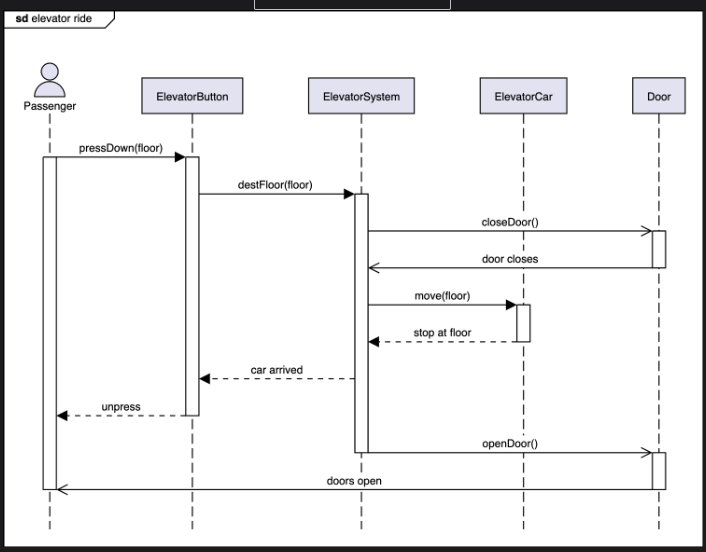 sd elevator ride
Passenger
ElevatorButton
ElevatorSystem
ElevatorCar
Door
pressDown(floor)
destFloor(floor)
closeDoor()
door closes
move(floor)
stop at floor
car arrived
unpress
openDoor()
doors open